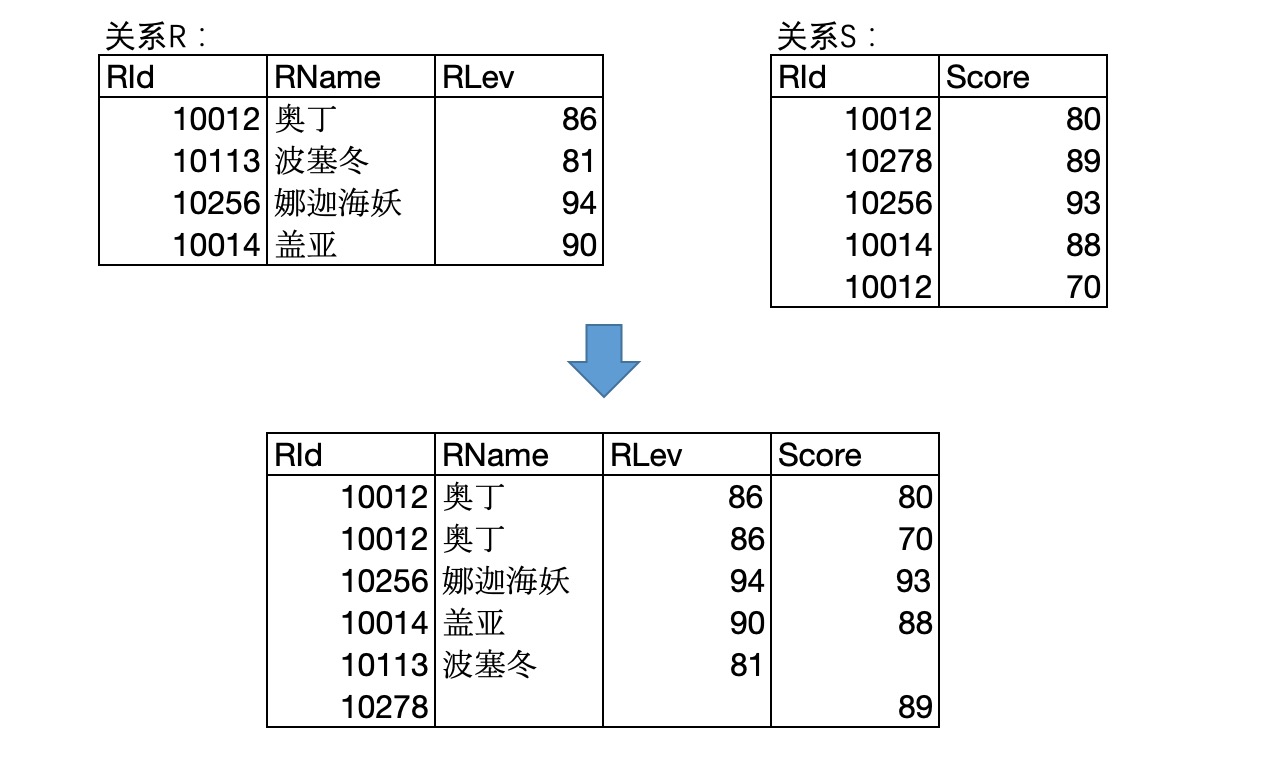 关系R： 关系S：
RId RName RLev RId Score
10012 奥丁 86 10012 80
10113 波塞冬 81 10278 89
10256 娜迦海妖 94 10256 93
10014 盖亚 90 10014 88
10012 70
RId RName RLev Score
10012 奥丁 86 80
10012 奥丁 86 70
10256 娜迦海妖 94 93
10014 盖亚 90 88
10113 波塞冬 81
10278 89